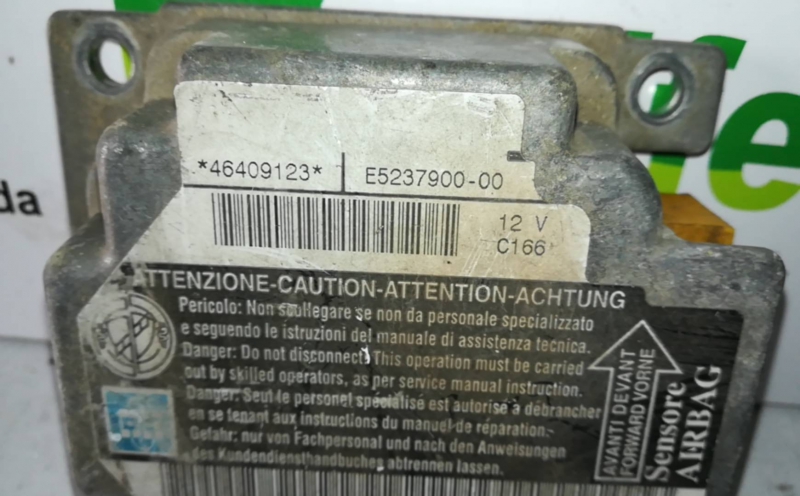 *46409123*
E5237900-00
12 V
C166
ATTENZIONE-CAUTION-ATTENTION-ACHTUNG
Pericolo: Non scollegare se non da personale specializzato
e seguendo le istruzioni del manuale di assistenza tecnica.
Danger: Do not disconnect! This operation must be carried
out by skilled operators, as per service manual instruction.
Danger: Seul le personel spécialisé est autorisé à débrancher
en se tenant aux instructions du manuel de réparation.
Gefahr: nur von Fachpersonal und nach den Anweisungen
des Kundendiensthandbuches abtrennen lassen.
AVANTI DEVANT
FORWARD VORNE
Sensore
AIRBAG
da